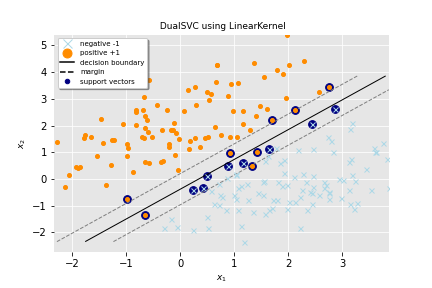 DualSVC using LinearKernel
negative -1
positive +1
decision boundary
margin
support vectors
5
4
3
2
1
0
−1
−2
x₂
−2 −1 0 1 2 3
x₁